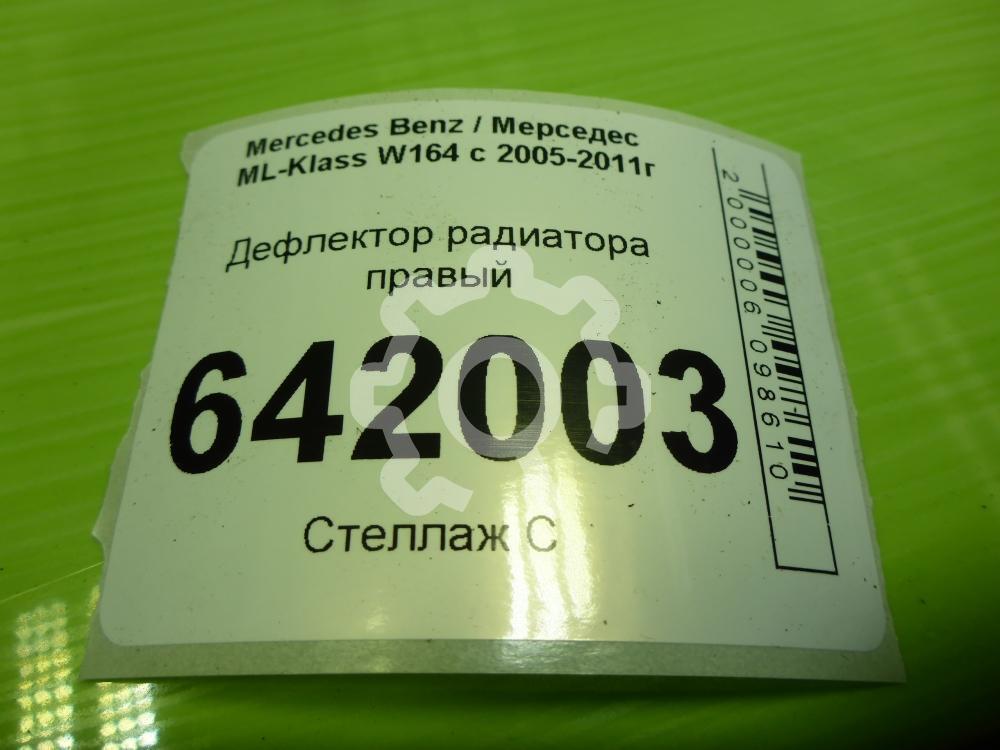 Mercedes Benz / Мерседес
ML-Klass W164 с 2005-2011г
Дефлектор радиатора
правый
642003
Стеллаж С
2000006098610